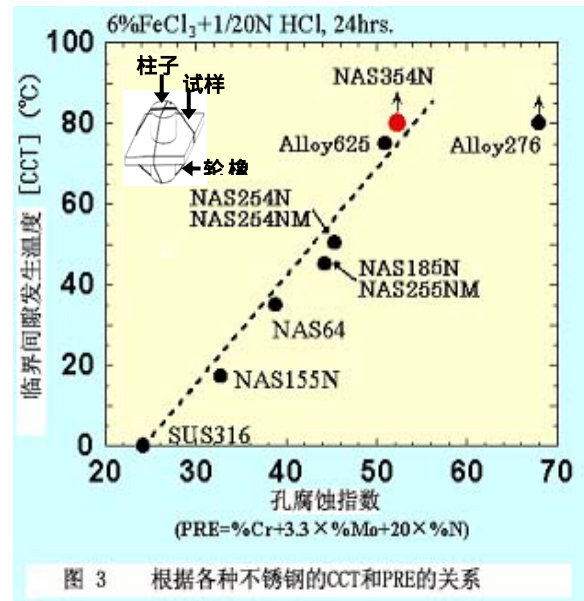 6%FeCl₃+1/20N HCl, 24hrs.
临界间隙发生温度 [CCT] (℃)
100
80
60
40
20
0
柱子
试样
轮橡
NAS354N
Alloy625
Alloy276
NAS254N
NAS254NM
NAS185N
NAS255NM
NAS64
NAS155N
SUS316
20 30 40 50 60 70
孔腐蚀指数
(PRE=%Cr+3.3×%Mo+20×%N)
图 3 根据各种不锈钢的CCT和PRE的关系